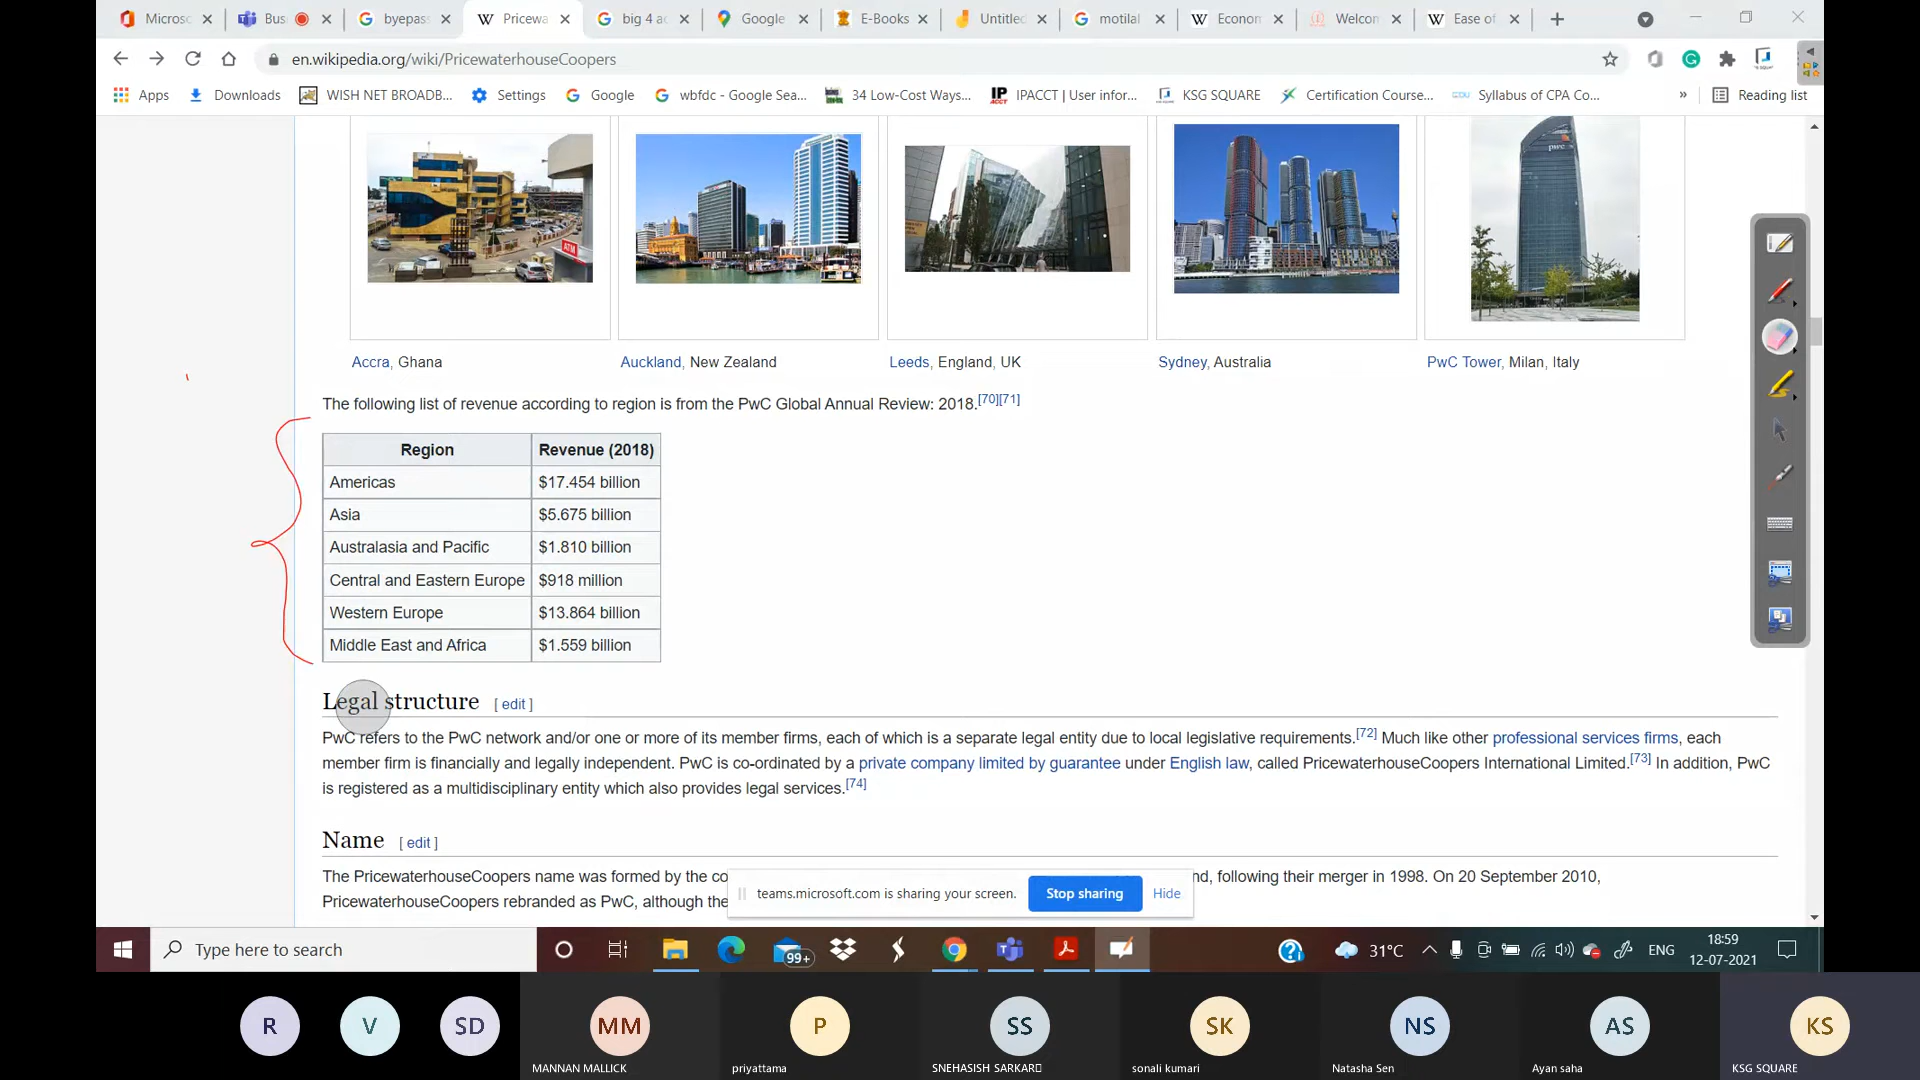 Microsc
Bus
byepas
Pricewa
big 4 ac
Google
E-Books
Untitled
motilal
Econon
Welcon
Ease of
en.wikipedia.org/wiki/PricewaterhouseCoopers
Apps
Downloads
WISH NET BROADB...
Settings
Google
wbfdc - Google Sea...
34 Low-Cost Ways...
IPACCT | User infor...
KSG SQUARE
Certification Course...
Syllabus of CPA Co...
»
Reading list
pwc
ATM
Accra, Ghana
Auckland, New Zealand
Leeds, England, UK
Sydney, Australia
PwC Tower, Milan, Italy
The following list of revenue according to region is from the PwC Global Annual Review: 2018.[70][71]
Region Revenue (2018)
Americas $17.454 billion
Asia $5.675 billion
Australasia and Pacific $1.810 billion
Central and Eastern Europe $918 million
Western Europe $13.864 billion
Middle East and Africa $1.559 billion
Legal structure [ edit ]
PwC refers to the PwC network and/or one or more of its member firms, each of which is a separate legal entity due to local legislative requirements.[72] Much like other professional services firms, each
member firm is financially and legally independent. PwC is co-ordinated by a private company limited by guarantee under English law, called PricewaterhouseCoopers International Limited.[73] In addition, PwC
is registered as a multidisciplinary entity which also provides legal services.[74]
Name [ edit ]
The PricewaterhouseCoopers name was formed by the co nd, following their merger in 1998. On 20 September 2010,
PricewaterhouseCoopers rebranded as PwC, although the
teams.microsoft.com is sharing your screen. Stop sharing Hide
Type here to search
99+
31°C
ENG
18:59
12-07-2021
R
V
SD
MM
P
SS
SK
NS
AS
KS
MANNAN MALLICK
priyattama
SNEHASISH SARKAR
sonali kumari
Natasha Sen
Ayan saha
KSG SQUARE